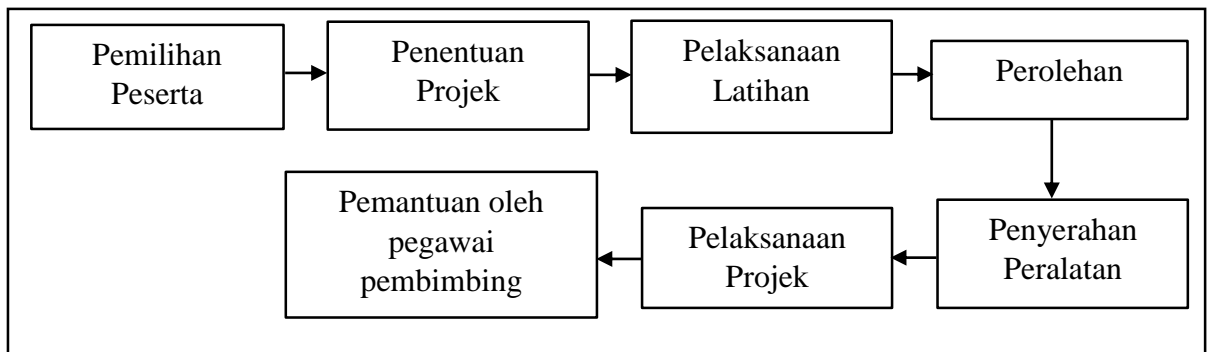 Pemilihan
Peserta
Penentuan
Projek
Pelaksanaan
Latihan
Perolehan
Penyerahan
Peralatan
Pelaksanaan
Projek
Pemantuan oleh
pegawai
pembimbing